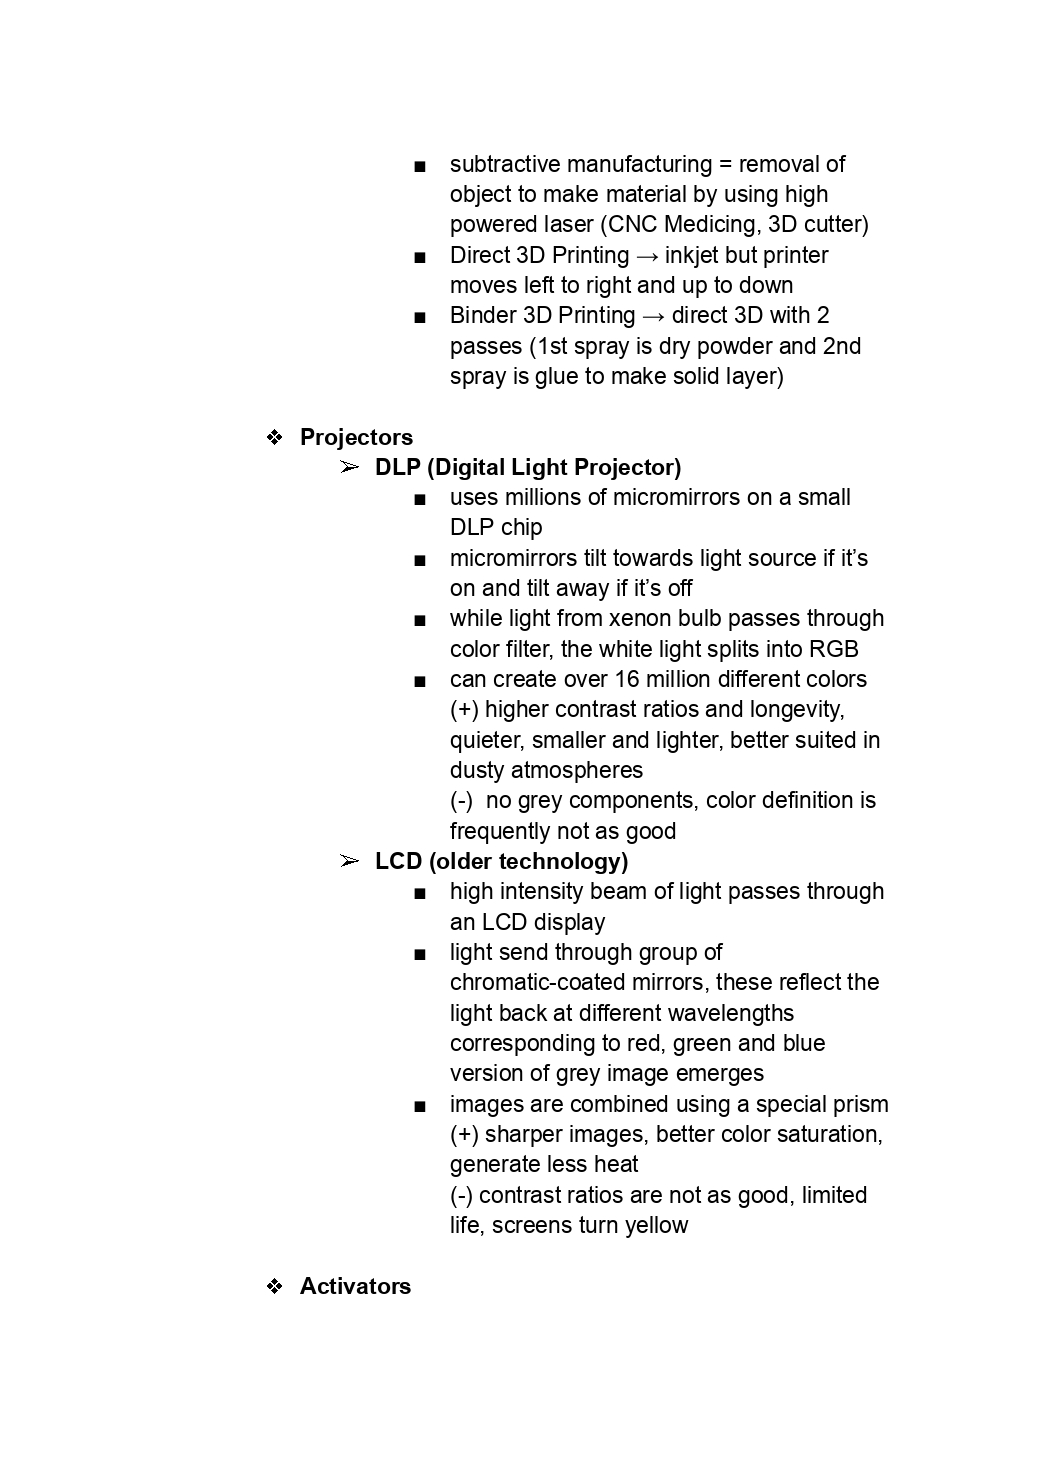 ■ subtractive manufacturing = removal of
object to make material by using high
powered laser (CNC Medicing, 3D cutter)
■ Direct 3D Printing → inkjet but printer
moves left to right and up to down
■ Binder 3D Printing → direct 3D with 2
passes (1st spray is dry powder and 2nd
spray is glue to make solid layer)
❖ Projectors
➢ DLP (Digital Light Projector)
■ uses millions of micromirrors on a small
DLP chip
■ micromirrors tilt towards light source if it’s
on and tilt away if it’s off
■ while light from xenon bulb passes through
color filter, the white light splits into RGB
■ can create over 16 million different colors
(+) higher contrast ratios and longevity,
quieter, smaller and lighter, better suited in
dusty atmospheres
(-)  no grey components, color definition is
frequently not as good
➢ LCD (older technology)
■ high intensity beam of light passes through
an LCD display
■ light send through group of
chromatic-coated mirrors, these reflect the
light back at different wavelengths
corresponding to red, green and blue
version of grey image emerges
■ images are combined using a special prism
(+) sharper images, better color saturation,
generate less heat
(-) contrast ratios are not as good, limited
life, screens turn yellow
❖ Activators